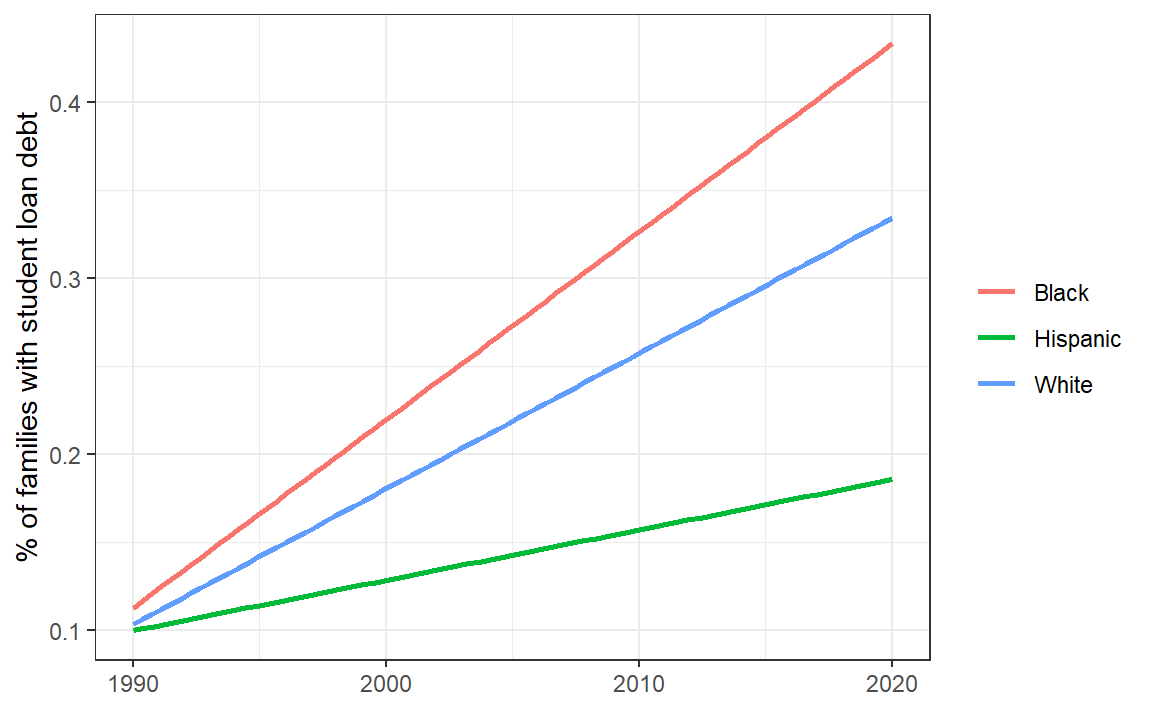 % of families with student loan debt
0.4
0.3
0.2
0.1
1990 2000 2010 2020
Black
Hispanic
White